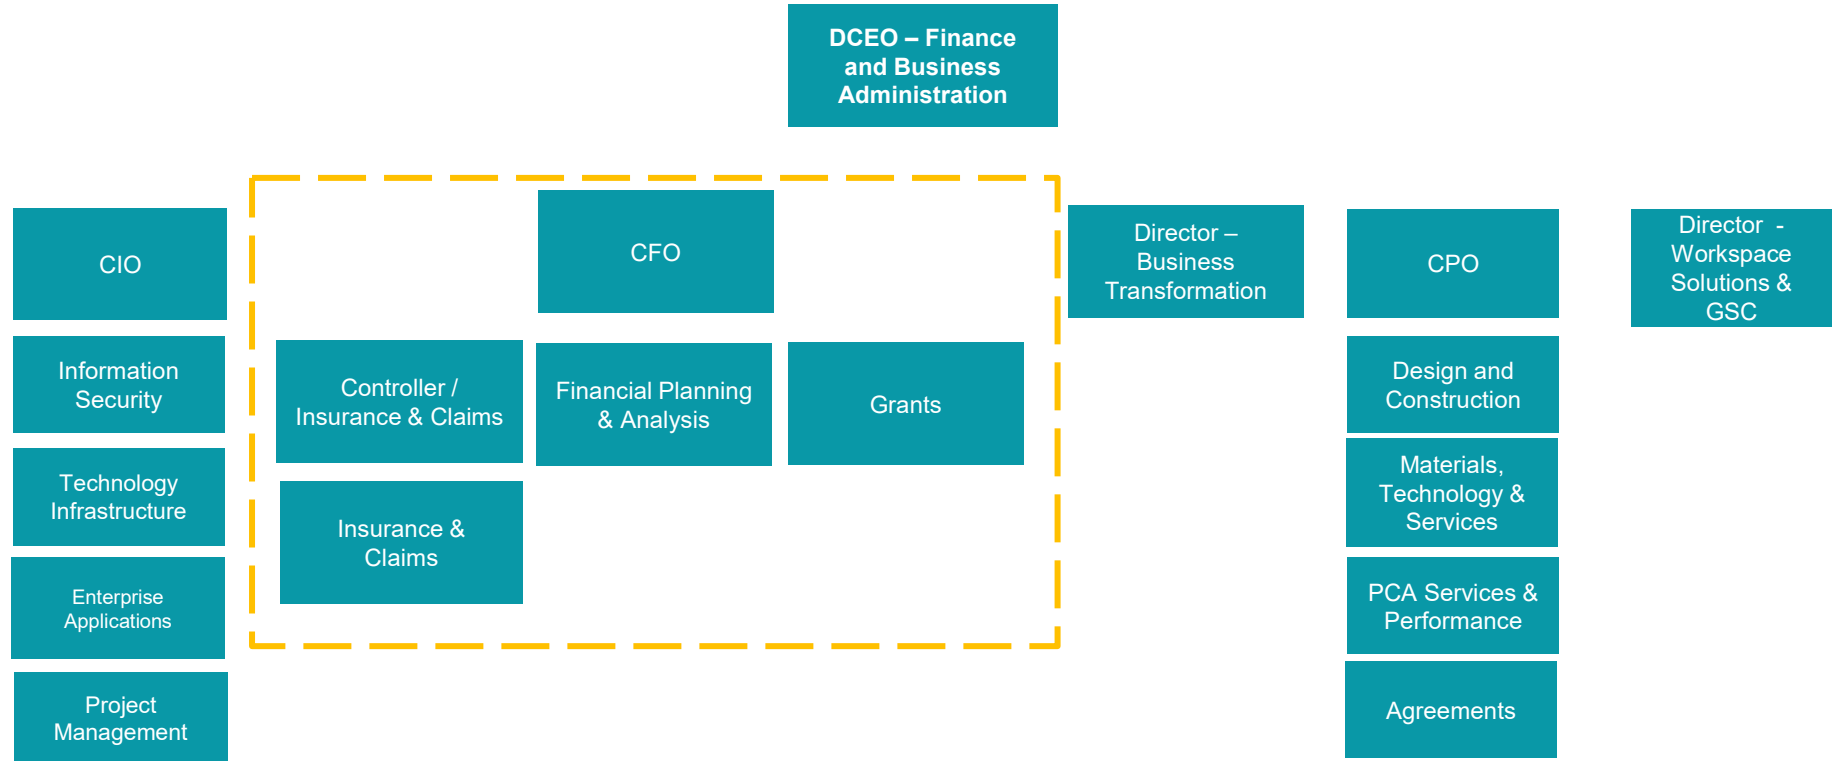 DCEO – Finance
and Business
Administration
CIO
CFO
Director –
Business
Transformation
CPO
Director  -
Workspace
Solutions &
GSC
Information
Security
Controller /
Insurance & Claims
Financial Planning
& Analysis
Grants
Design and
Construction
Technology
Infrastructure
Insurance &
Claims
Materials,
Technology &
Services
Enterprise
Applications
PCA Services &
Performance
Project
Management
Agreements